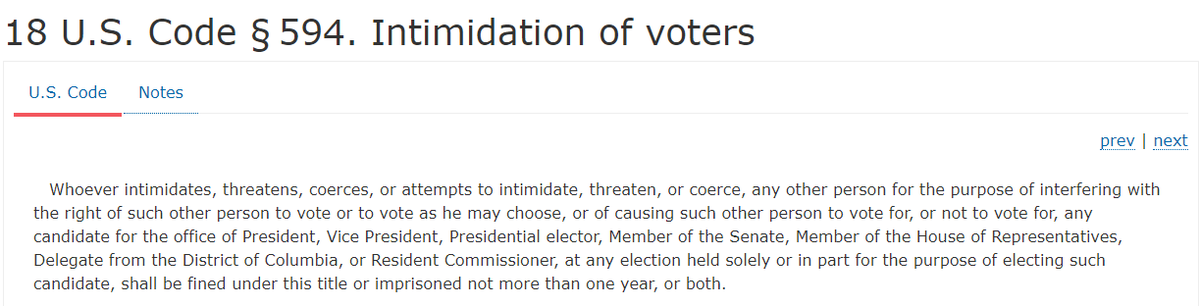 18 U.S. Code § 594. Intimidation of voters
U.S. Code Notes
prev | next
Whoever intimidates, threatens, coerces, or attempts to intimidate, threaten, or coerce, any other person for the purpose of interfering with
the right of such other person to vote or to vote as he may choose, or of causing such other person to vote for, or not to vote for, any
candidate for the office of President, Vice President, Presidential elector, Member of the Senate, Member of the House of Representatives,
Delegate from the District of Columbia, or Resident Commissioner, at any election held solely or in part for the purpose of electing such
candidate, shall be fined under this title or imprisoned not more than one year, or both.